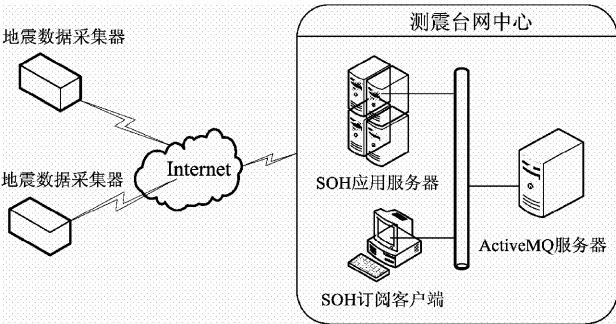 测震台网中心
地震数据采集器
Internet
地震数据采集器
SOH应用服务器
ActiveMQ服务器
SOH订阅客户端